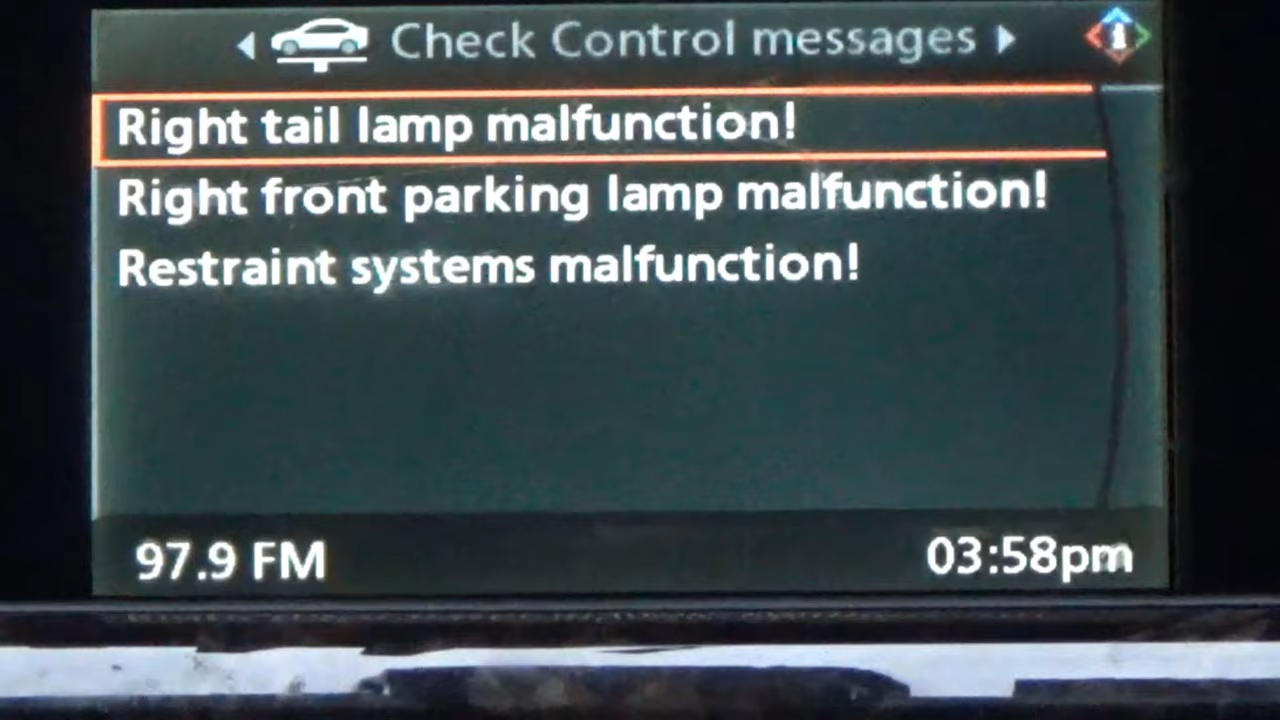 Check Control messages
Right tail lamp malfunction!
Right front parking lamp malfunction!
Restraint systems malfunction!
97.9 FM
03:58pm